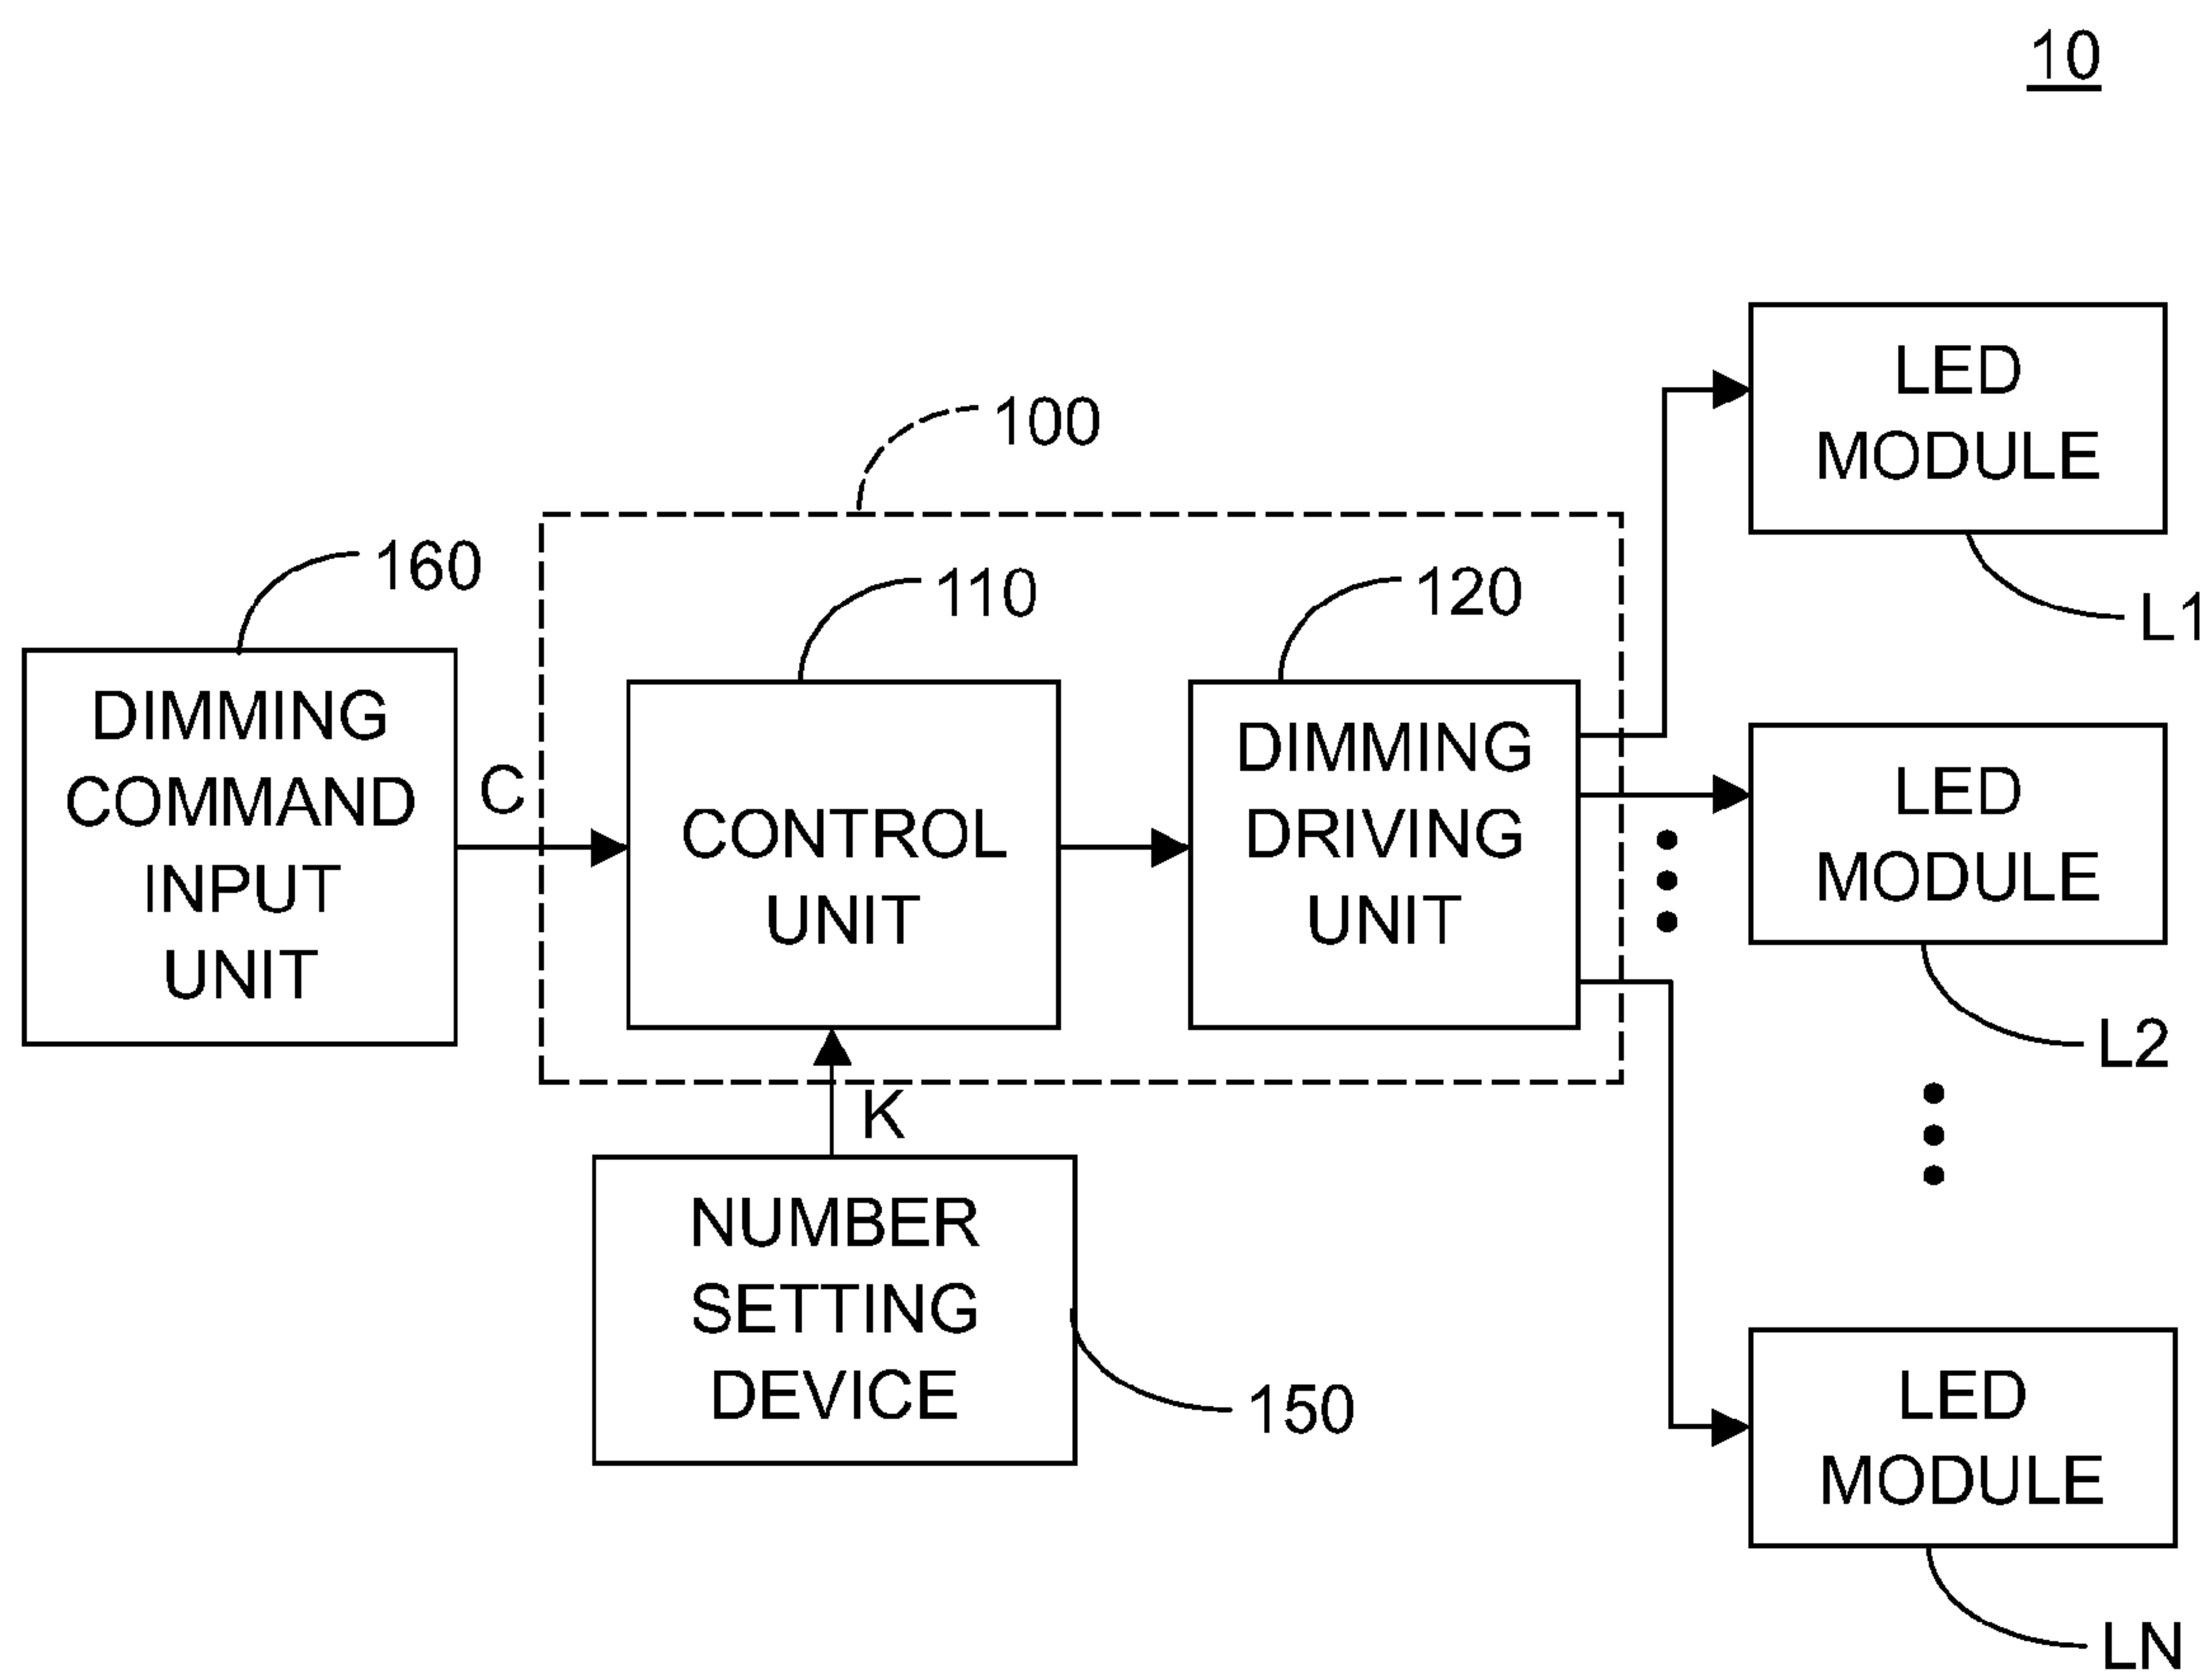 10
LED
MODULE
L1
100
160
110
120
DIMMING
COMMAND
INPUT
UNIT
C
CONTROL
UNIT
DIMMING
DRIVING
UNIT
LED
MODULE
L2
K
NUMBER
SETTING
DEVICE
150
LED
MODULE
LN